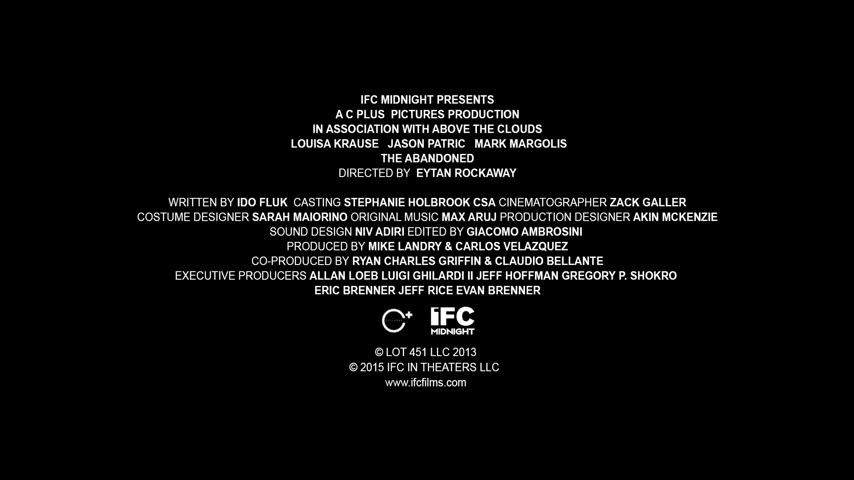 IFC MIDNIGHT PRESENTS
A C PLUS PICTURES PRODUCTION
IN ASSOCIATION WITH ABOVE THE CLOUDS
LOUISA KRAUSE JASON PATRIC MARK MARGOLIS
THE ABANDONED
DIRECTED BY EYTAN ROCKAWAY
WRITTEN BY IDO FLUK CASTING STEPHANIE HOLBROOK CSA CINEMATOGRAPHER ZACK GALLER
COSTUME DESIGNER SARAH MAIORINO ORIGINAL MUSIC MAX ARUJ PRODUCTION DESIGNER AKIN MCKENZIE
SOUND DESIGN NIV ADIRI EDITED BY GIACOMO AMBROSINI
PRODUCED BY MIKE LANDRY & CARLOS VELAZQUEZ
CO-PRODUCED BY RYAN CHARLES GRIFFIN & CLAUDIO BELLANTE
EXECUTIVE PRODUCERS ALLAN LOEB LUIGI GHILARDI II JEFF HOFFMAN GREGORY P. SHOKRO
ERIC BRENNER JEFF RICE EVAN BRENNER
C+ IFC
MIDNIGHT
© LOT 451 LLC 2013
© 2015 IFC IN THEATERS LLC
www.ifcfilms.com